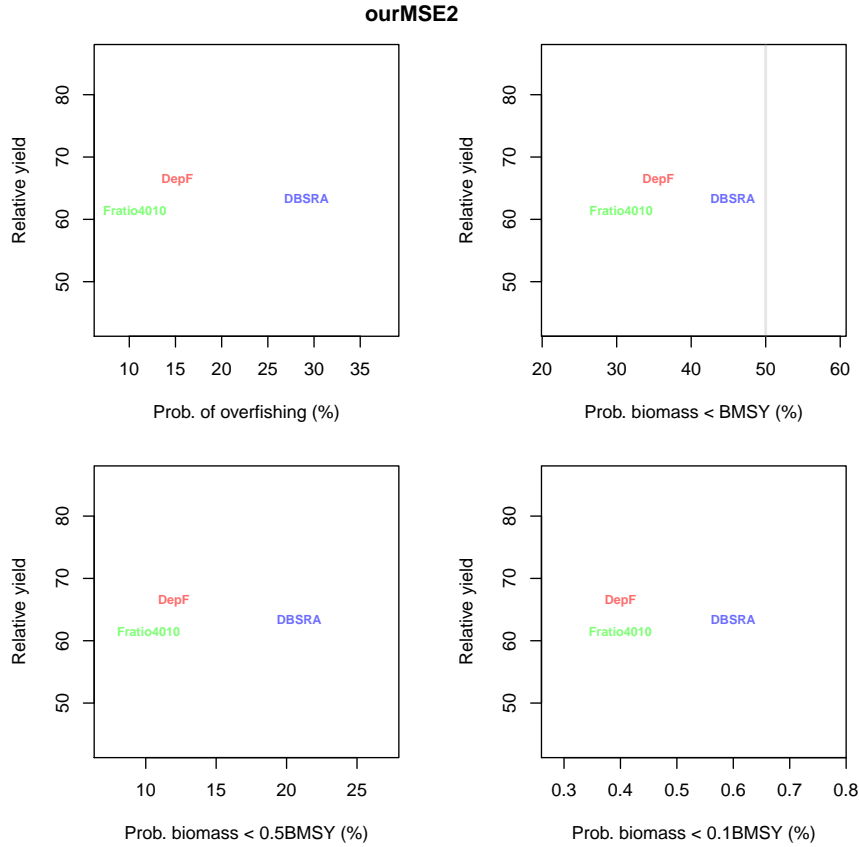 ourMSE2
Relative yield
80
70
60
50
DepF
DBSRA
Fratio4010
10 15 20 25 30 35
Prob. of overfishing (%)
Relative yield
80
70
60
50
DepF
DBSRA
Fratio4010
20 30 40 50 60
Prob. biomass < BMSY (%)
Relative yield
80
70
60
50
DepF
DBSRA
Fratio4010
10 15 20 25
Prob. biomass < 0.5BMSY (%)
Relative yield
80
70
60
50
DepF
DBSRA
Fratio4010
0.3 0.4 0.5 0.6 0.7 0.8
Prob. biomass < 0.1BMSY (%)